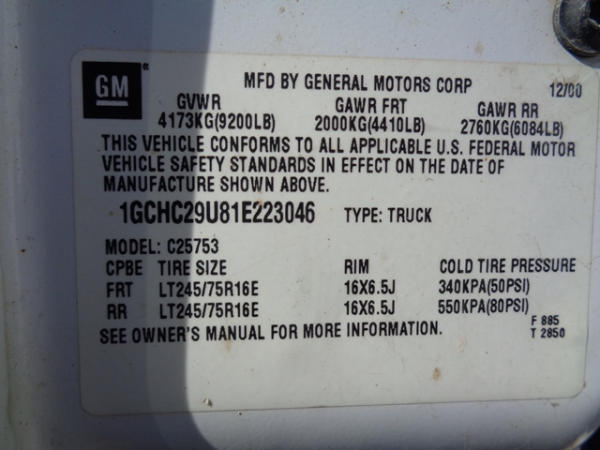 GM ®
MFD BY GENERAL MOTORS CORP 12/00
GVWR GAWR FRT GAWR RR
4173KG(9200LB) 2000KG(4410LB) 2760KG(6084LB)
THIS VEHICLE CONFORMS TO ALL APPLICABLE U.S. FEDERAL MOTOR
VEHICLE SAFETY STANDARDS IN EFFECT ON THE DATE OF
MANUFACTURE SHOWN ABOVE.
1GCHC29U81E223046 TYPE: TRUCK
MODEL: C25753
CPBE TIRE SIZE RIM COLD TIRE PRESSURE
FRT LT245/75R16E 16X6.5J 340KPA(50PSI)
RR LT245/75R16E 16X6.5J 550KPA(80PSI)
SEE OWNER'S MANUAL FOR MORE INFORMATION.
F 885
T 2850